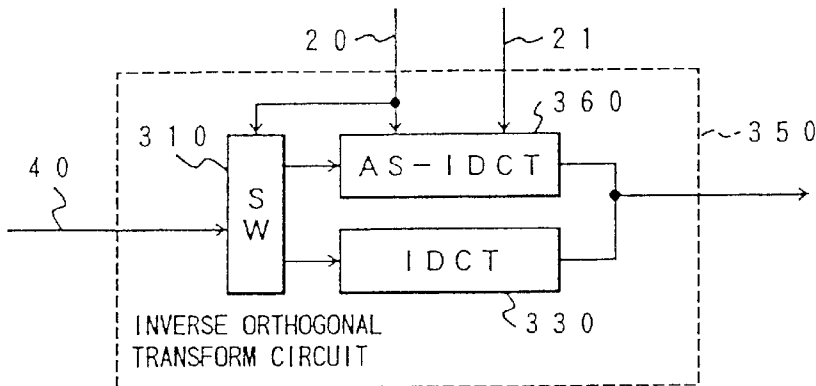 20
21
360
310
350
40
AS-IDCT
SW
IDCT
330
INVERSE ORTHOGONAL
TRANSFORM CIRCUIT